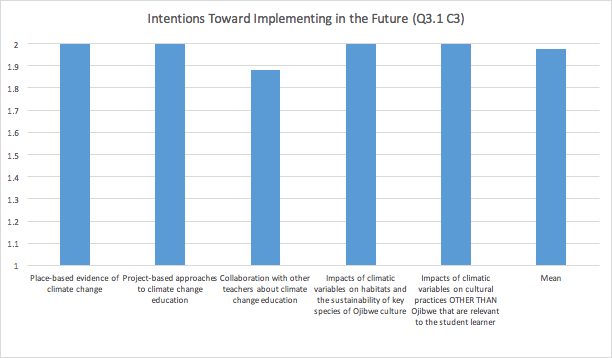 Intentions Toward Implementing in the Future (Q3.1 C3)
2
1.9
1.8
1.7
1.6
1.5
1.4
1.3
1.2
1.1
1
Place-based evidence of
climate change
Project-based approaches
to climate change
education
Collaboration with other
teachers about climate
change education
Impacts of climatic
variables on habitats and
the sustainability of key
species of Ojibwe culture
Impacts of climatic
variables on cultural
practices OTHER THAN
Ojibwe that are relevant
to the student learner
Mean